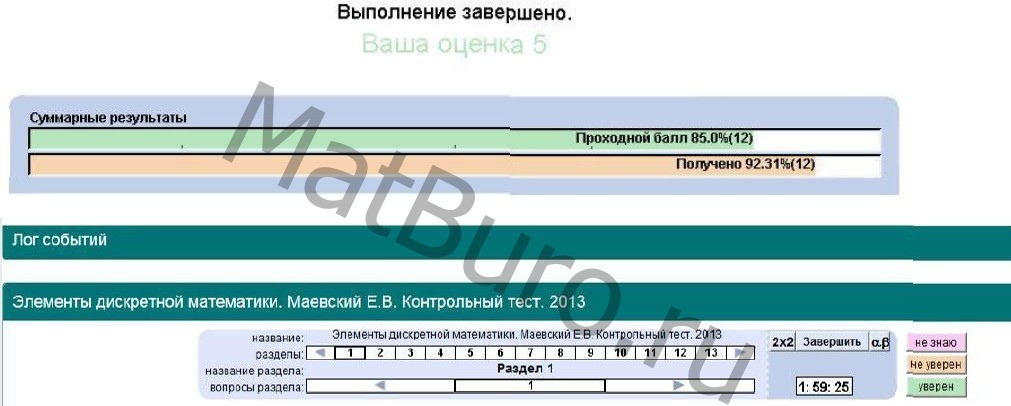 Выполнение завершено.
Ваша оценка 5
Суммарные результаты
Проходной балл 85.0%(12)
Получено 92.31%(12)
Лог событий
Элементы дискретной математики. Маевский Е.В. Контрольный тест. 2013
название: Элементы дискретной математики. Маевский Е.В. Контрольный тест. 2013
разделы: 1 2 3 4 5 6 7 8 9 10 11 12 13
название раздела: Раздел 1
вопросы раздела: 1
2x2 Завершить α,β
1: 59: 25
не знаю
не уверен
уверен
MatBuro.ru